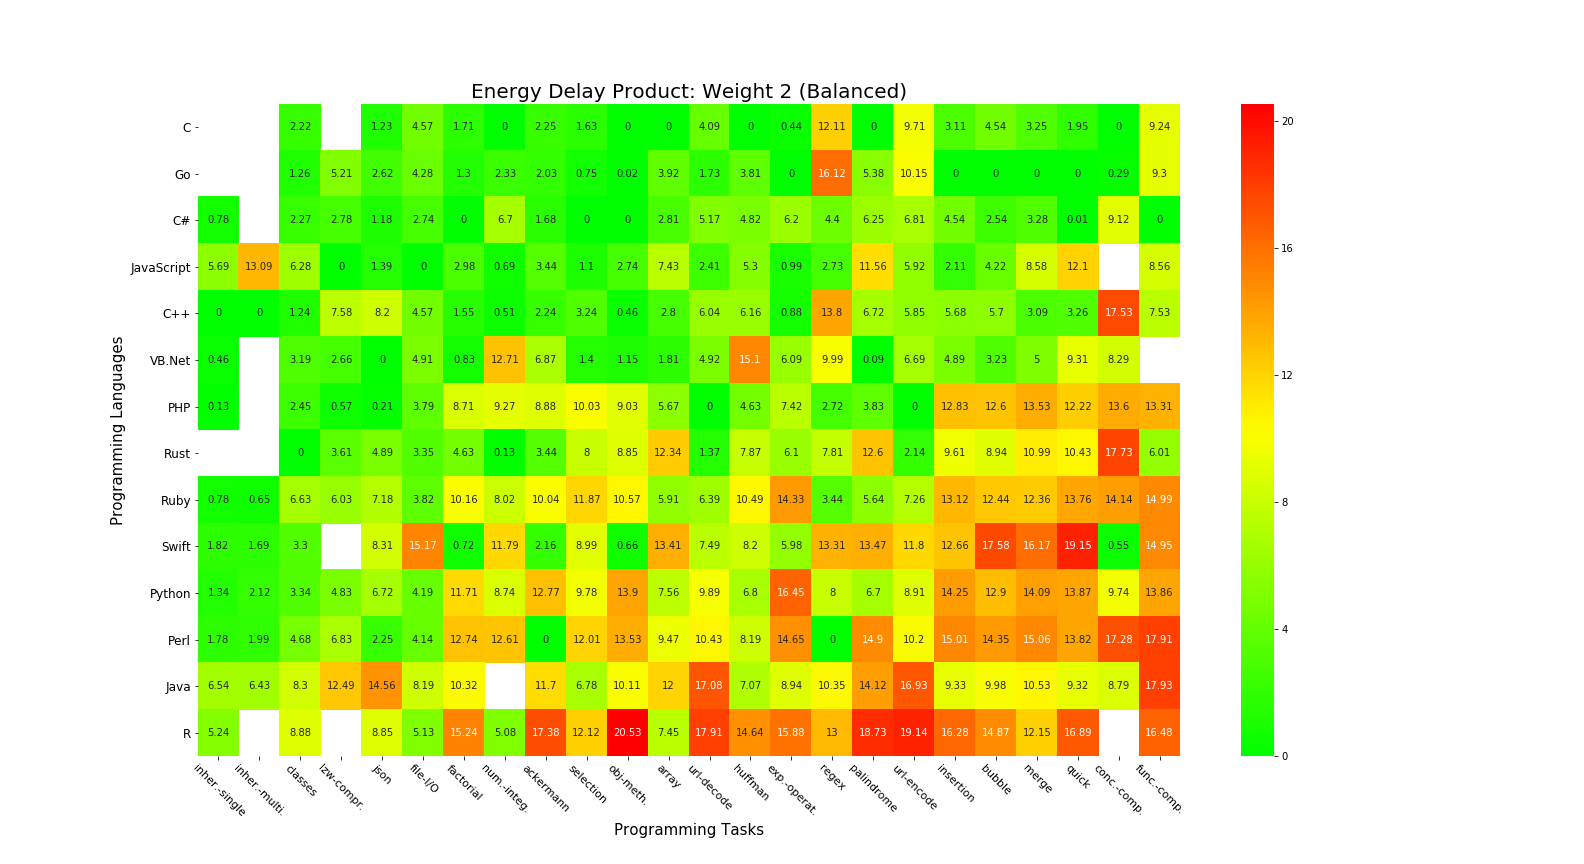 Energy Delay Product: Weight 2 (Balanced)
C 2.22 1.23 4.57 1.71 0 2.25 1.63 0 0 4.09 0 0.44 12.11 0 9.71 3.11 4.54 3.25 1.95 0 9.24
Go 1.26 5.21 2.62 4.28 1.3 2.33 2.03 0.75 0.02 3.92 1.73 3.81 0 16.12 5.38 10.15 0 0 0 0 0.29 9.3
C# 0.78 2.27 2.78 1.18 2.74 0 6.7 1.68 0 0 2.81 5.17 4.82 6.2 4.4 6.25 6.81 4.54 2.54 3.28 0.01 9.12 0
JavaScript 5.69 13.09 6.28 0 1.39 0 2.98 0.69 3.44 1.1 2.74 7.43 2.41 5.3 0.99 2.73 11.56 5.92 2.11 4.22 8.58 12.1 8.56
C++ 0 0 1.24 7.58 8.2 4.57 1.55 0.51 2.24 3.24 0.46 2.8 6.04 6.16 0.88 13.8 6.72 5.85 5.68 5.7 3.09 3.26 17.53 7.53
VB.Net 0.46 3.19 2.66 0 4.91 0.83 12.71 6.87 1.4 1.15 1.81 4.92 15.1 6.09 9.99 0.09 6.69 4.89 3.23 5 9.31 8.29
PHP 0.13 2.45 0.57 0.21 3.79 8.71 9.27 8.88 10.03 9.03 5.67 0 4.63 7.42 2.72 3.83 0 12.83 12.6 13.53 12.22 13.6 13.31
Rust 0 3.61 4.89 3.35 4.63 0.13 3.44 8 8.85 12.34 1.37 7.87 6.1 7.81 12.6 2.14 9.61 8.94 10.99 10.43 17.73 6.01
Ruby 0.78 0.65 6.63 6.03 7.18 3.82 10.16 8.02 10.04 11.87 10.57 5.91 6.39 10.49 14.33 3.44 5.64 7.26 13.12 12.44 12.36 13.76 14.14 14.99
Swift 1.82 1.69 3.3 8.31 15.17 0.72 11.79 2.16 8.99 0.66 13.41 7.49 8.2 5.98 13.31 13.47 11.8 12.66 17.58 16.17 19.15 0.55 14.95
Python 1.34 2.12 3.34 4.83 6.72 4.19 11.71 8.74 12.77 9.78 13.9 7.56 9.89 6.8 16.45 8 6.7 8.91 14.25 12.9 14.09 13.87 9.74 13.86
Perl 1.78 1.99 4.68 6.83 2.25 4.14 12.74 12.61 0 12.01 13.53 9.47 10.43 8.19 14.65 0 14.9 10.2 15.01 14.35 15.06 13.82 17.28 17.91
Java 6.54 6.43 8.3 12.49 14.56 8.19 10.32 11.7 6.78 10.11 12 17.08 7.07 8.94 10.35 14.12 16.93 9.33 9.98 10.53 9.32 8.79 17.93
R 5.24 8.88 8.85 5.13 15.24 5.08 17.38 12.12 20.53 7.45 17.91 14.64 15.88 13 18.73 19.14 16.28 14.87 12.15 16.89 16.48
inher.-single inher.-multi. classes lzw-compr. json file-I/O factorial num.-integ. ackermann selection obj-meth. array url-decode huffman exp.-operat. regex palindrome url-encode insertion bubble merge quick conc.-comp. func.-comp.
Programming Tasks
Programming Languages
20
16
12
8
4
0